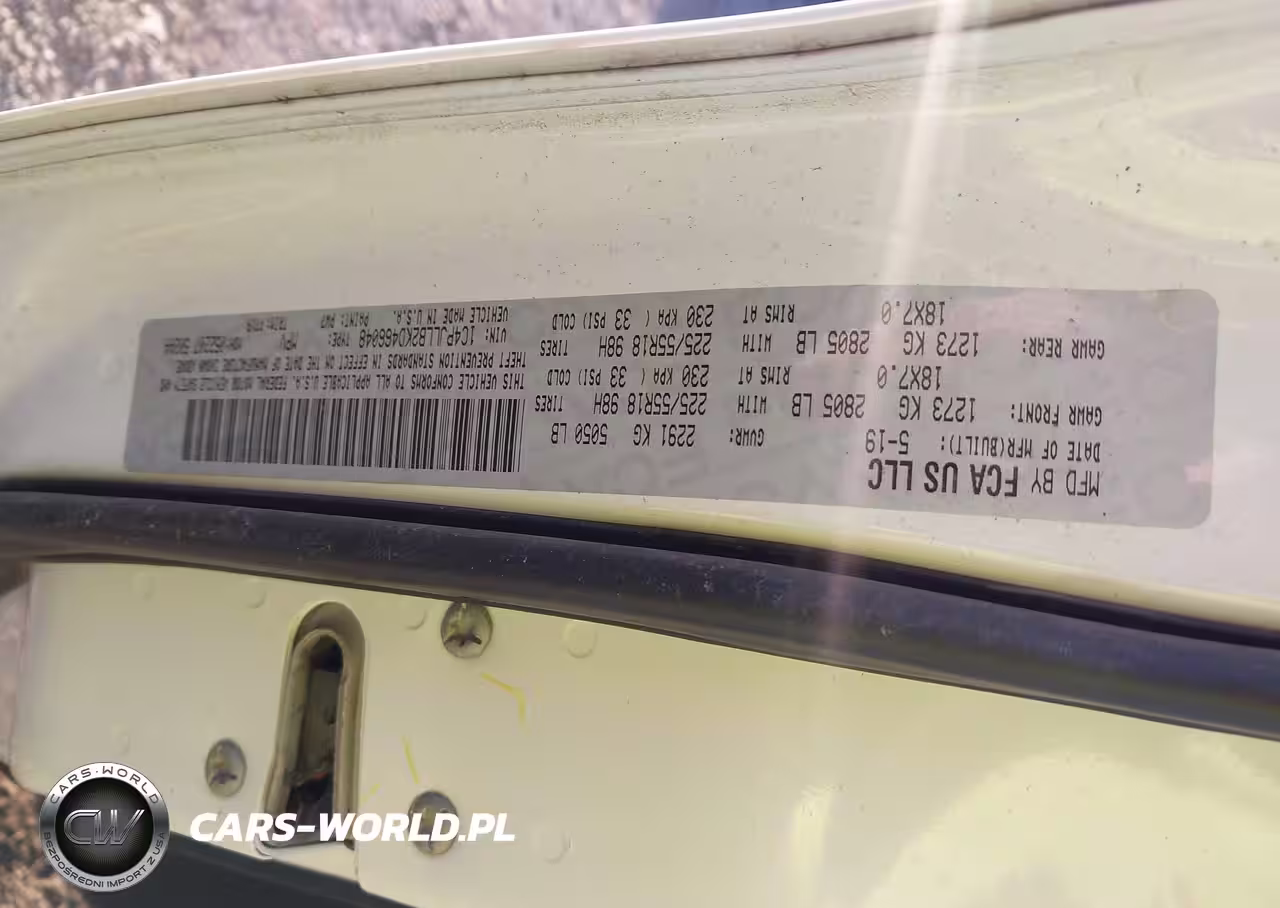 MFD BY FCA US LLC
DATE OF MFR(BUILT): 5-19
GAWR FRONT:
1273 KG 2805 LB
18X7.0
GAWR REAR:
1273 KG 2805 LB
18X7.0
GVWR: 2291 KG 5050 LB
WITH 225/55R18 98H TIRES
RIMS AT 230 KPA ( 33 PSI) COLD
WITH 225/55R18 98H TIRES
RIMS AT 230 KPA ( 33 PSI) COLD
THIS VEHICLE CONFORMS TO ALL APPLICABLE U.S.A. FEDERAL MOTOR VEHICLE SAFETY AND
THEFT PREVENTION STANDARDS IN EFFECT ON THE DATE OF MANUFACTURE SHOWN ABOVE.
VIN: TYPE: MPV
VEHICLE MADE IN U.S.A. PAINT: PW7
CARS-WORLD
CW
BEZPOŚREDNI IMPORT Z USA
CARS-WORLD.PL